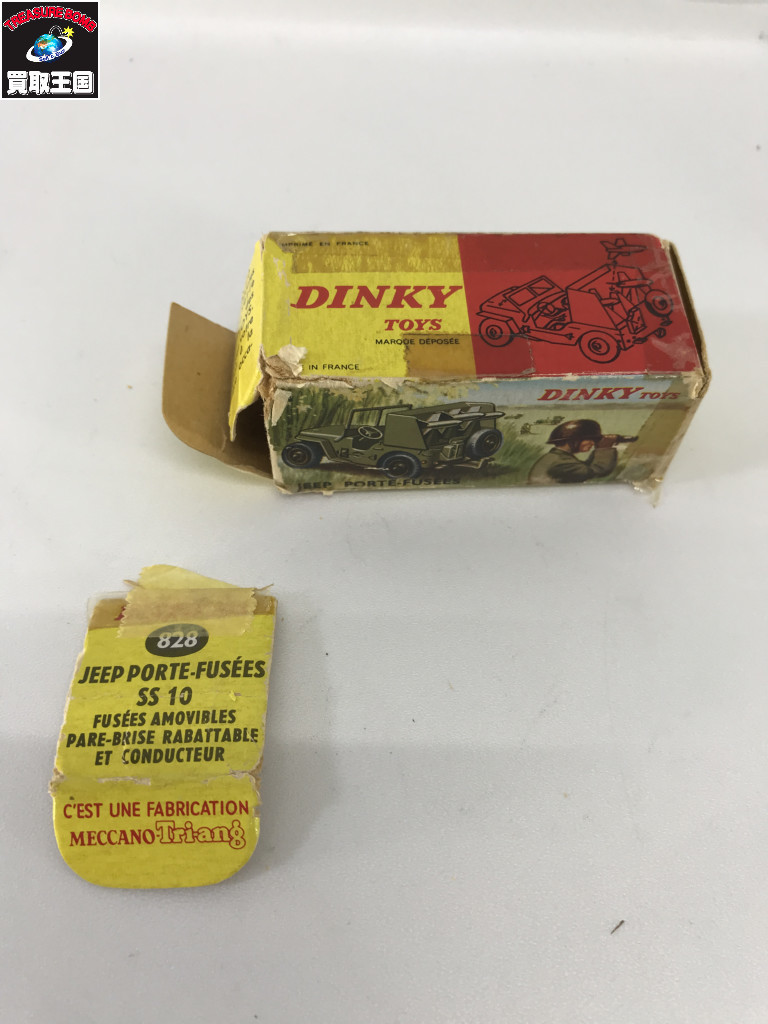 TREASURE BOMB
買取王国
IMPRIMÉ EN FRANCE
DINKY
TOYS
MARQUE DÉPOSÉE
IN FRANCE
DINKY TOYS
JEEP PORTE-FUSÉES
828
JEEP PORTE-FUSÉES
SS 10
FUSÉES AMOVIBLES
PARE-BRISE RABATTABLE
ET CONDUCTEUR
C'EST UNE FABRICATION
MECCANO-Tri-ang